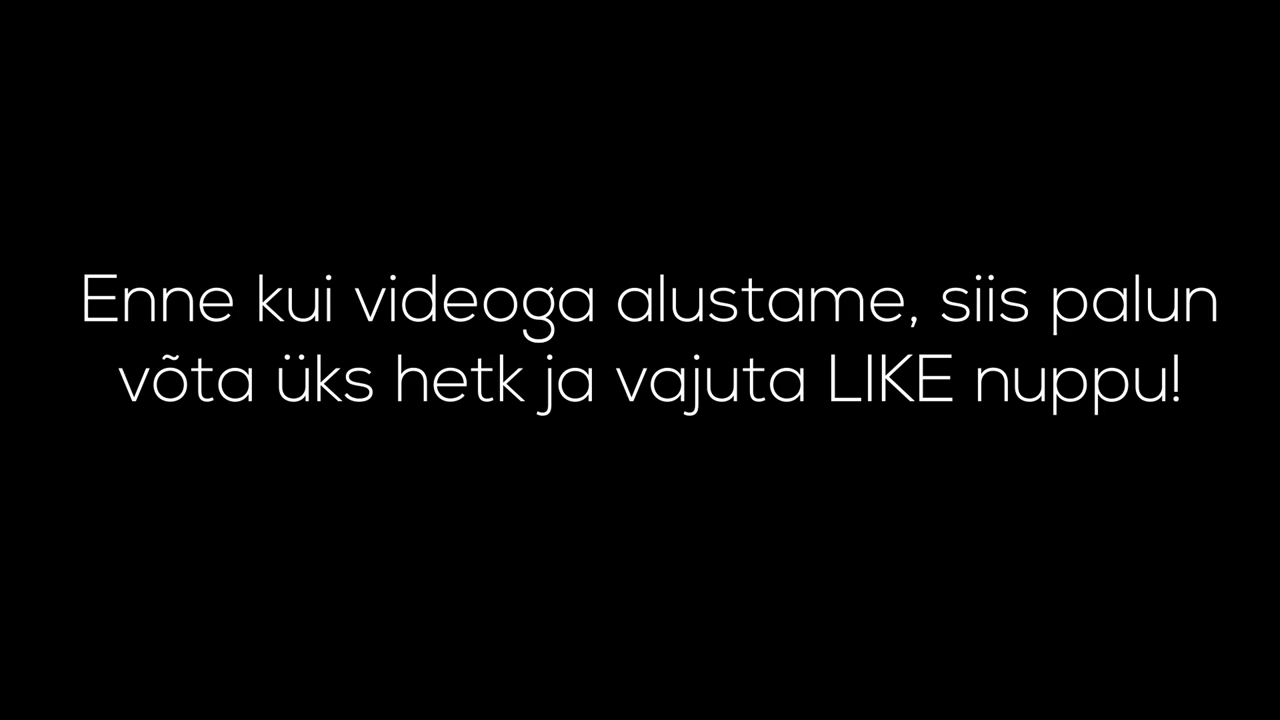 Enne kui videoga alustame, siis palun
võta üks hetk ja vajuta LIKE nuppu!